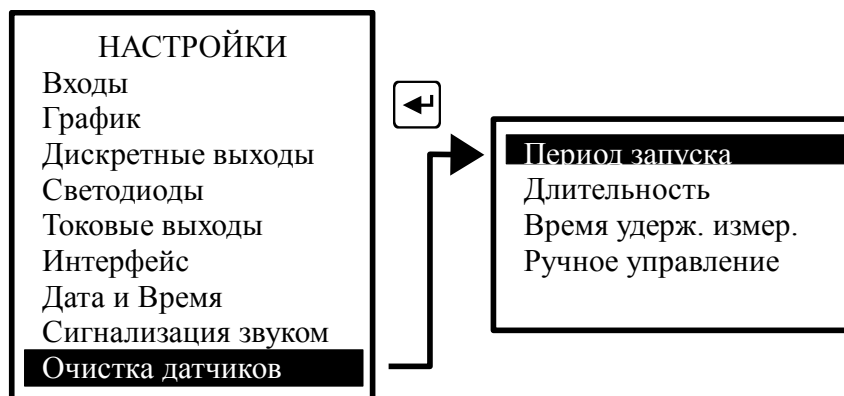 НАСТРОЙКИ
Входы
График
Дискретные выходы
Светодиоды
Токовые выходы
Интерфейс
Дата и Время
Сигнализация звуком
Очистка датчиков
Период запуска
Длительность
Время удерж. измер.
Ручное управление